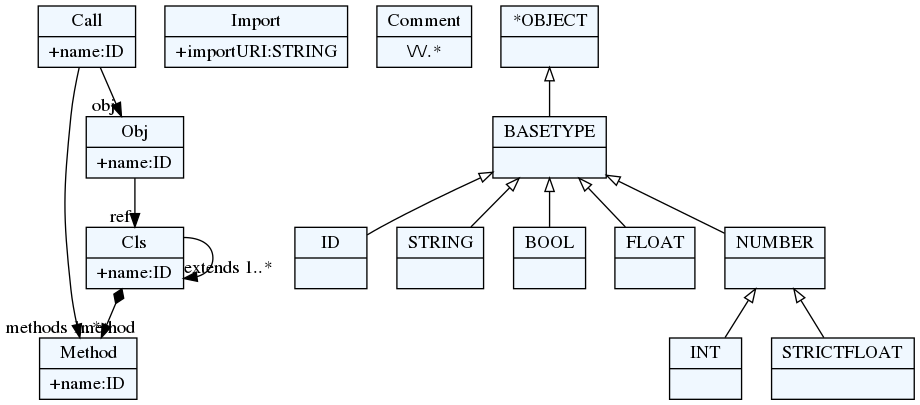 Call
+name:ID
Import
+importURI:STRING
Comment
\/\/.*
*OBJECT
obj
Obj
+name:ID
BASETYPE
ref
Cls
+name:ID
extends 1..*
ID
STRING
BOOL
FLOAT
NUMBER
methods
method
Method
+name:ID
INT
STRICTFLOAT